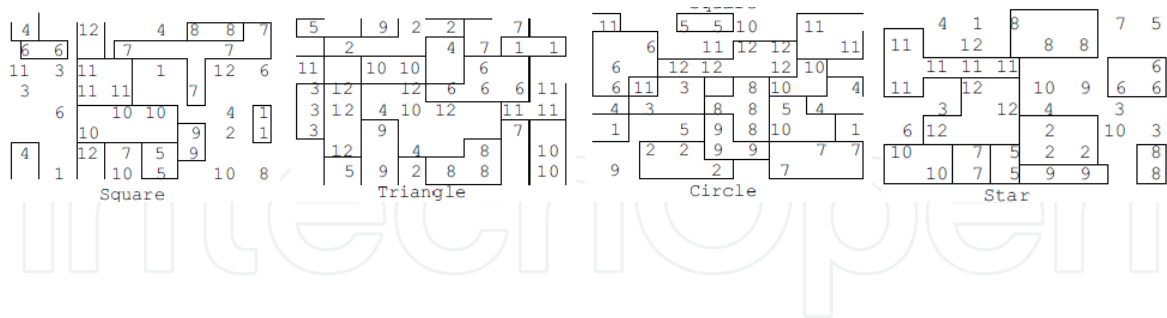 4 12 4 8 8 7
6 6 7 7
11 3 11 1 12 6
3 11 11 7
6 10 10 4 1
10 9 2 1
4 12 7 5 9
1 10 5 10 8
Square
5 9 2 2 7
2 4 7 1 1
11 10 10 6
3 12 12 6 6 6 11
3 12 4 10 12 11 11
3 9 7
12 4 8 10
5 9 2 8 8 10
Triangle
11 5 5 10 11
6 11 12 12 11
6 12 12 12 10
6 11 3 8 10 4
4 3 8 8 5 4
1 5 9 8 10 1
2 2 9 9 7 7
9 2 7
Circle
4 1 8 7 5
11 12 8 8
11 11 11 6
11 12 10 9 6 6
3 12 4 3
6 12 2 10 3
10 7 5 2 2 8
10 7 5 9 9 8
Star
intechopen